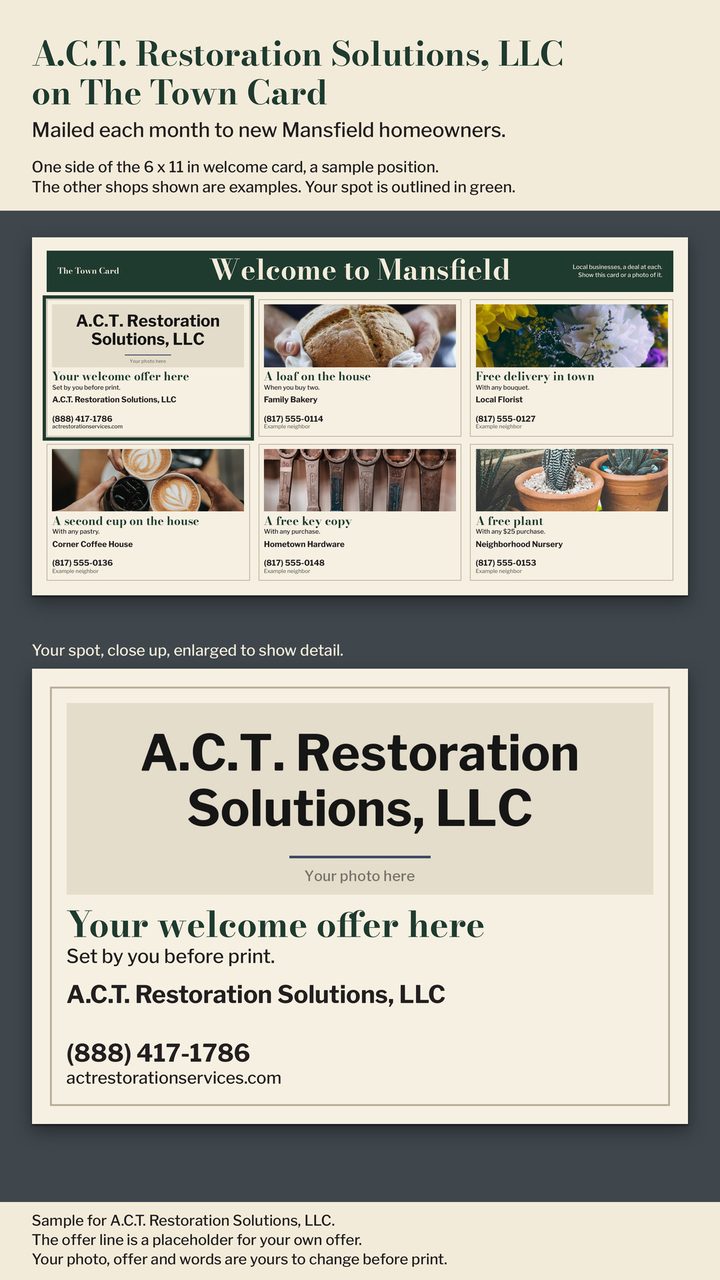 A.C.T. Restoration Solutions, LLC
on The Town Card
Mailed each month to new Mansfield homeowners.
One side of the 6 x 11 in welcome card, a sample position.
The other shops shown are examples. Your spot is outlined in green.
The Town Card
Welcome to Mansfield
Local businesses, a deal at each.
Show this card or a photo of it.
A.C.T. Restoration
Solutions, LLC
Your photo here
Your welcome offer here
Set by you before print.
A.C.T. Restoration Solutions, LLC
(888) 417-1786
actrestorationservices.com
A loaf on the house
When you buy two.
Family Bakery
(817) 555-0114
Example neighbor
Free delivery in town
With any bouquet.
Local Florist
(817) 555-0127
Example neighbor
A second cup on the house
With any pastry.
Corner Coffee House
(817) 555-0136
Example neighbor
A free key copy
With any purchase.
Hometown Hardware
(817) 555-0148
Example neighbor
A free plant
With any $25 purchase.
Neighborhood Nursery
(817) 555-0153
Example neighbor
Your spot, close up, enlarged to show detail.
A.C.T. Restoration
Solutions, LLC
Your photo here
Your welcome offer here
Set by you before print.
A.C.T. Restoration Solutions, LLC
(888) 417-1786
actrestorationservices.com
Sample for A.C.T. Restoration Solutions, LLC.
The offer line is a placeholder for your own offer.
Your photo, offer and words are yours to change before print.